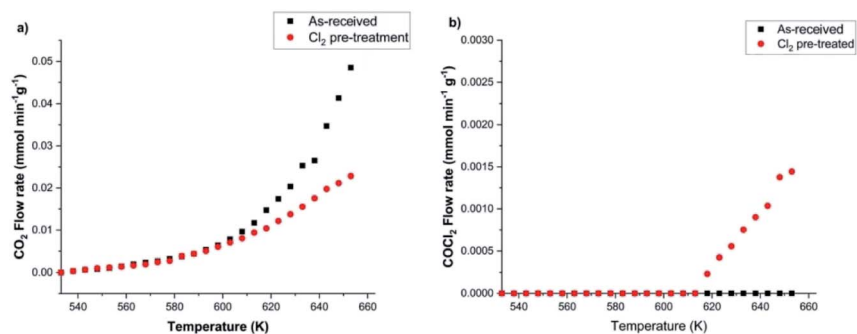 a)
As-received
Cl₂ pre-treatment
CO₂ Flow rate (mmol min⁻¹g⁻¹)
0.05
0.04
0.03
0.02
0.01
0.00
540 560 580 600 620 640 660
Temperature (K)
b)
As-received
Cl₂ pre-treated
COCl₂ Flow rate (mmol min⁻¹ g⁻¹)
0.0030
0.0025
0.0020
0.0015
0.0010
0.0005
0.0000
540 560 580 600 620 640 660
Temperature (K)